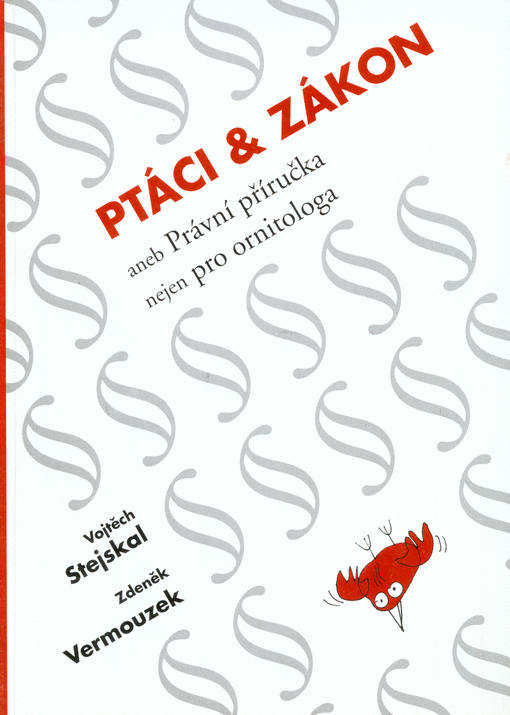 PTÁCI & ZÁKON
aneb Právní příručka
nejen pro ornitologa
Vojtěch
Stejskal
Zdeněk
Vermouzek